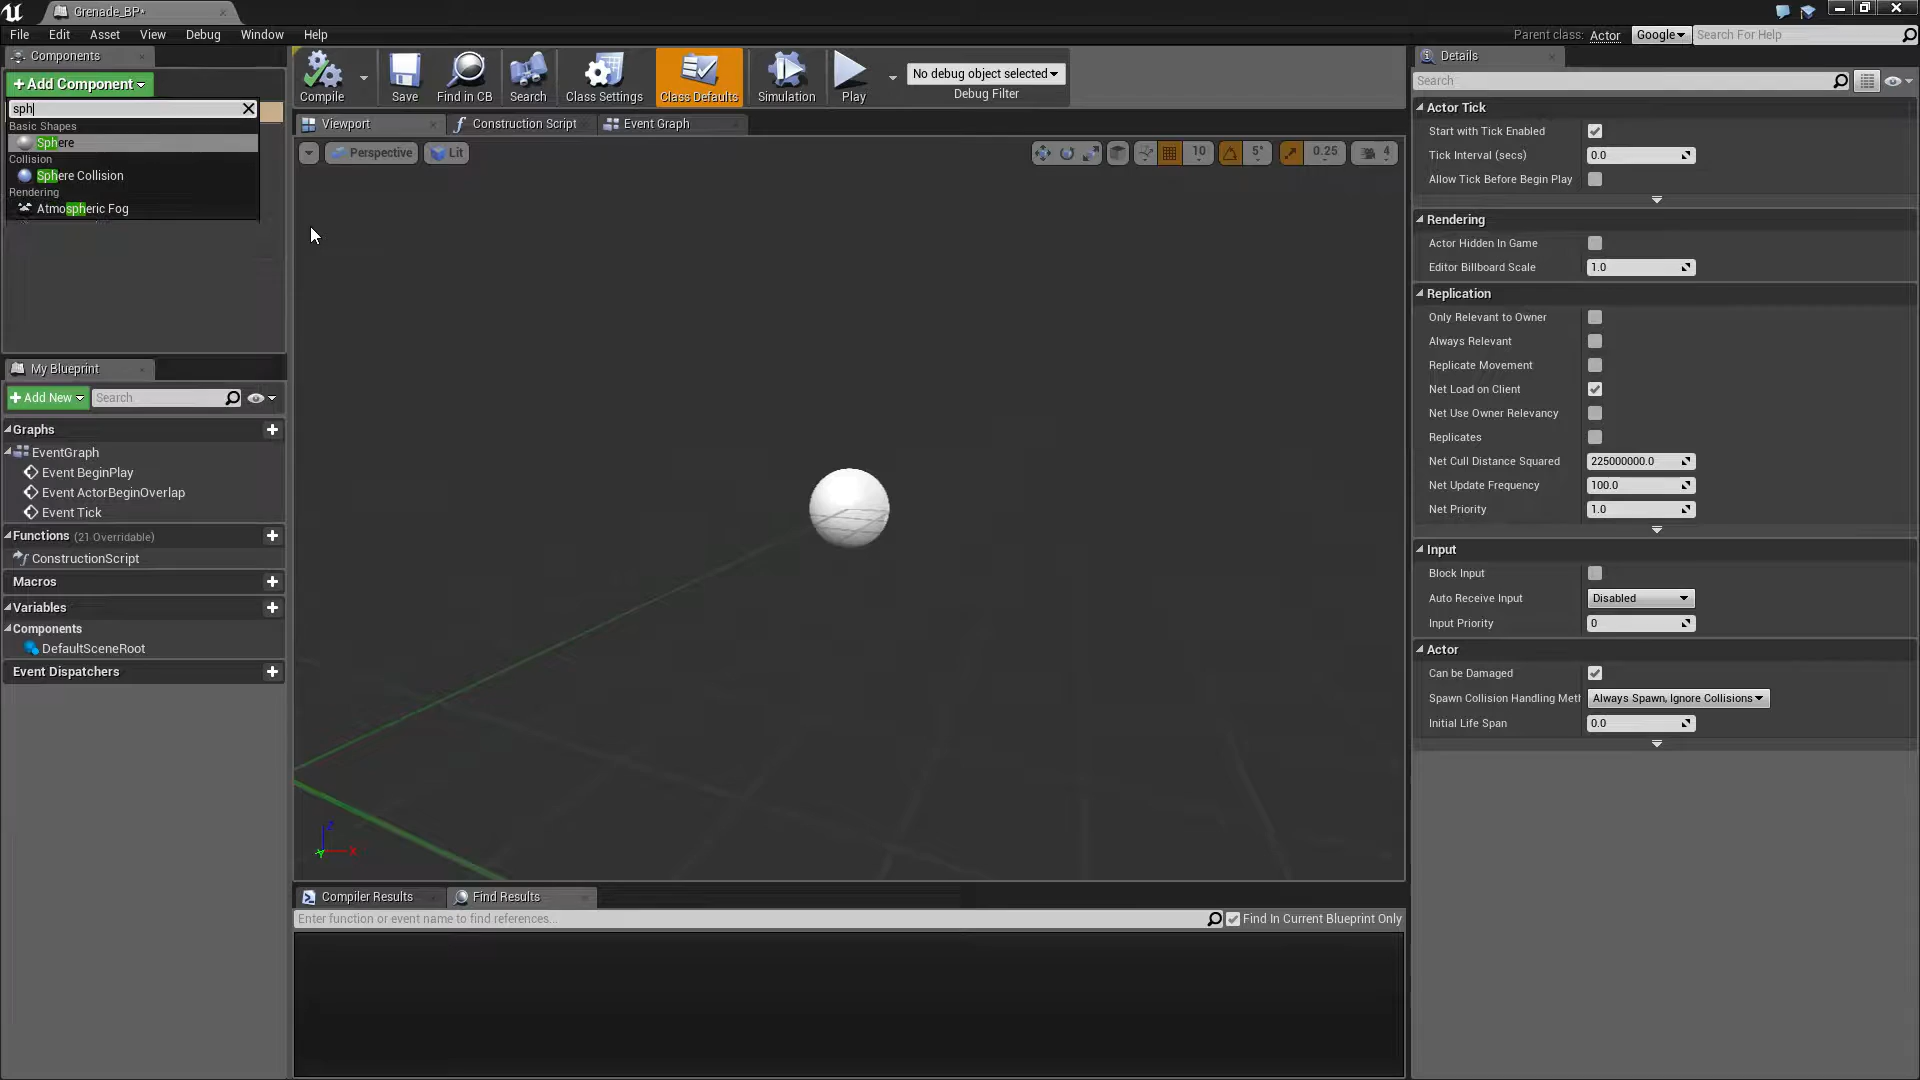 Grenade_BP*
File Edit Asset View Debug Window Help
Parent class: Actor Google Search For Help
Components
+Add Component
sph
Basic Shapes
Sphere
Collision
Sphere Collision
Rendering
Atmospheric Fog
Compile Save Find in CB Search Class Settings Class Defaults Simulation Play
No debug object selected
Debug Filter
Viewport Construction Script Event Graph
Perspective Lit 10 5° 0.25 4
My Blueprint
+Add New Search
Graphs
EventGraph
Event BeginPlay
Event ActorBeginOverlap
Event Tick
Functions (21 Overridable)
ConstructionScript
Macros
Variables
Components
DefaultSceneRoot
Event Dispatchers
Z
Y X
Compiler Results Find Results
Enter function or event name to find references...
Find In Current Blueprint Only
Details
Search
Actor Tick
Start with Tick Enabled
Tick Interval (secs) 0.0
Allow Tick Before Begin Play
Rendering
Actor Hidden In Game
Editor Billboard Scale 1.0
Replication
Only Relevant to Owner
Always Relevant
Replicate Movement
Net Load on Client
Net Use Owner Relevancy
Replicates
Net Cull Distance Squared 225000000.0
Net Update Frequency 100.0
Net Priority 1.0
Input
Block Input
Auto Receive Input Disabled
Input Priority 0
Actor
Can be Damaged
Spawn Collision Handling Met Always Spawn, Ignore Collisions
Initial Life Span 0.0